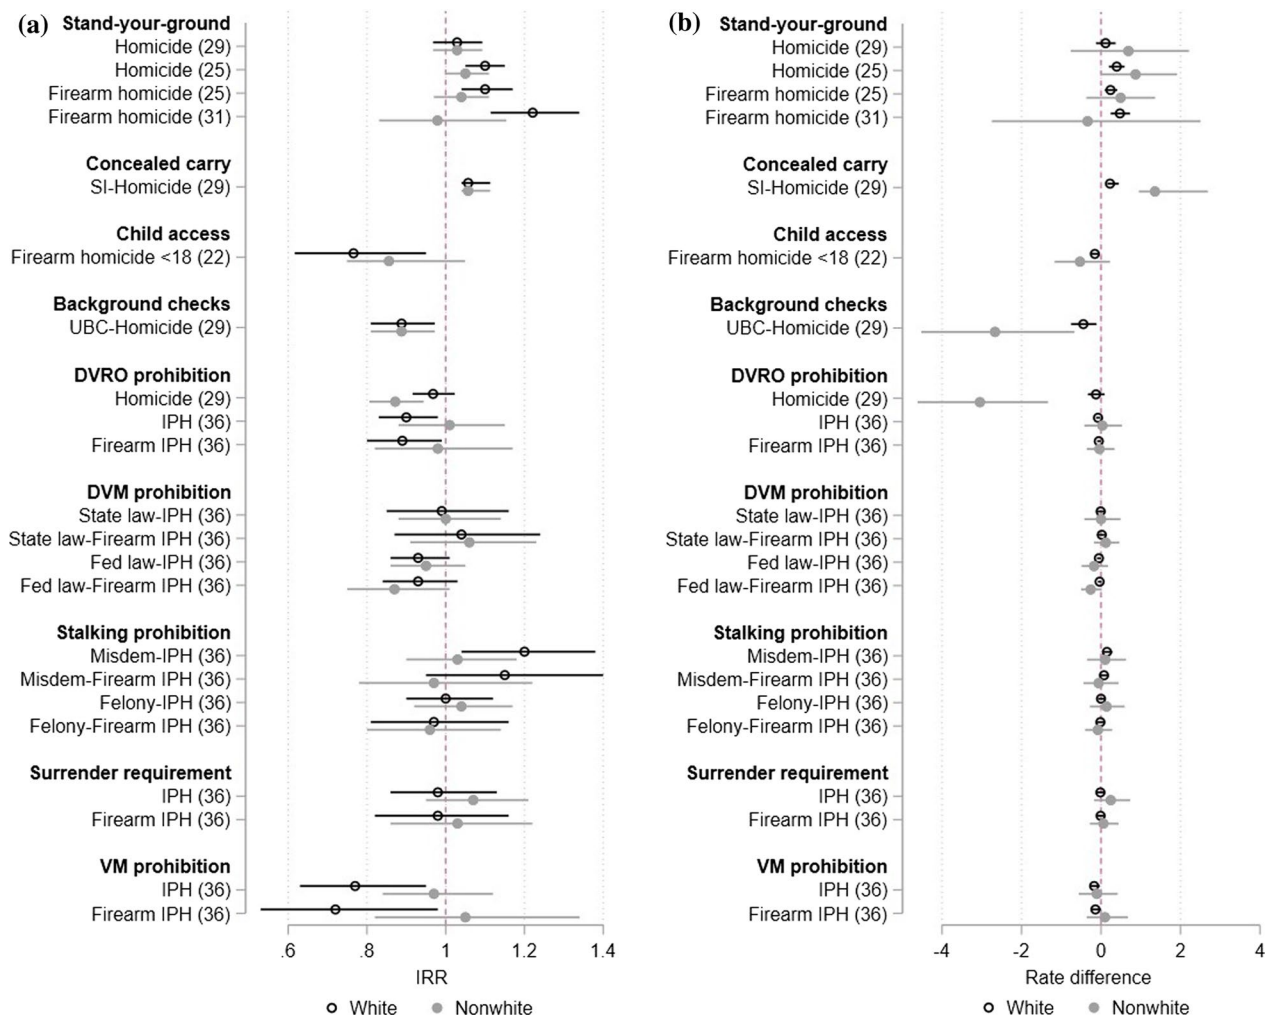 (a)
Stand-your-ground
Homicide (29)
Homicide (25)
Firearm homicide (25)
Firearm homicide (31)
Concealed carry
SI-Homicide (29)
Child access
Firearm homicide <18 (22)
Background checks
UBC-Homicide (29)
DVRO prohibition
Homicide (29)
IPH (36)
Firearm IPH (36)
DVM prohibition
State law-IPH (36)
State law-Firearm IPH (36)
Fed law-IPH (36)
Fed law-Firearm IPH (36)
Stalking prohibition
Misdem-IPH (36)
Misdem-Firearm IPH (36)
Felony-IPH (36)
Felony-Firearm IPH (36)
Surrender requirement
IPH (36)
Firearm IPH (36)
VM prohibition
IPH (36)
Firearm IPH (36)
.6 .8 1 1.2 1.4
IRR
White Nonwhite
(b)
Stand-your-ground
Homicide (29)
Homicide (25)
Firearm homicide (25)
Firearm homicide (31)
Concealed carry
SI-Homicide (29)
Child access
Firearm homicide <18 (22)
Background checks
UBC-Homicide (29)
DVRO prohibition
Homicide (29)
IPH (36)
Firearm IPH (36)
DVM prohibition
State law-IPH (36)
State law-Firearm IPH (36)
Fed law-IPH (36)
Fed law-Firearm IPH (36)
Stalking prohibition
Misdem-IPH (36)
Misdem-Firearm IPH (36)
Felony-IPH (36)
Felony-Firearm IPH (36)
Surrender requirement
IPH (36)
Firearm IPH (36)
VM prohibition
IPH (36)
Firearm IPH (36)
-4 -2 0 2 4
Rate difference
White Nonwhite